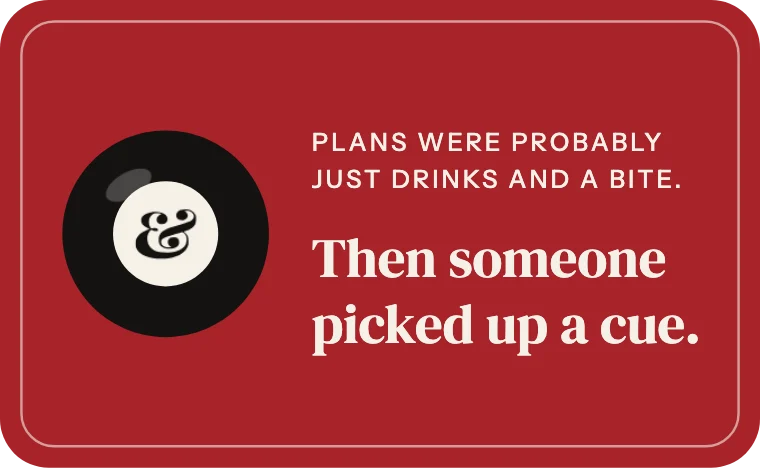 &
PLANS WERE PROBABLY
JUST DRINKS AND A BITE.
Then someone
picked up a cue.